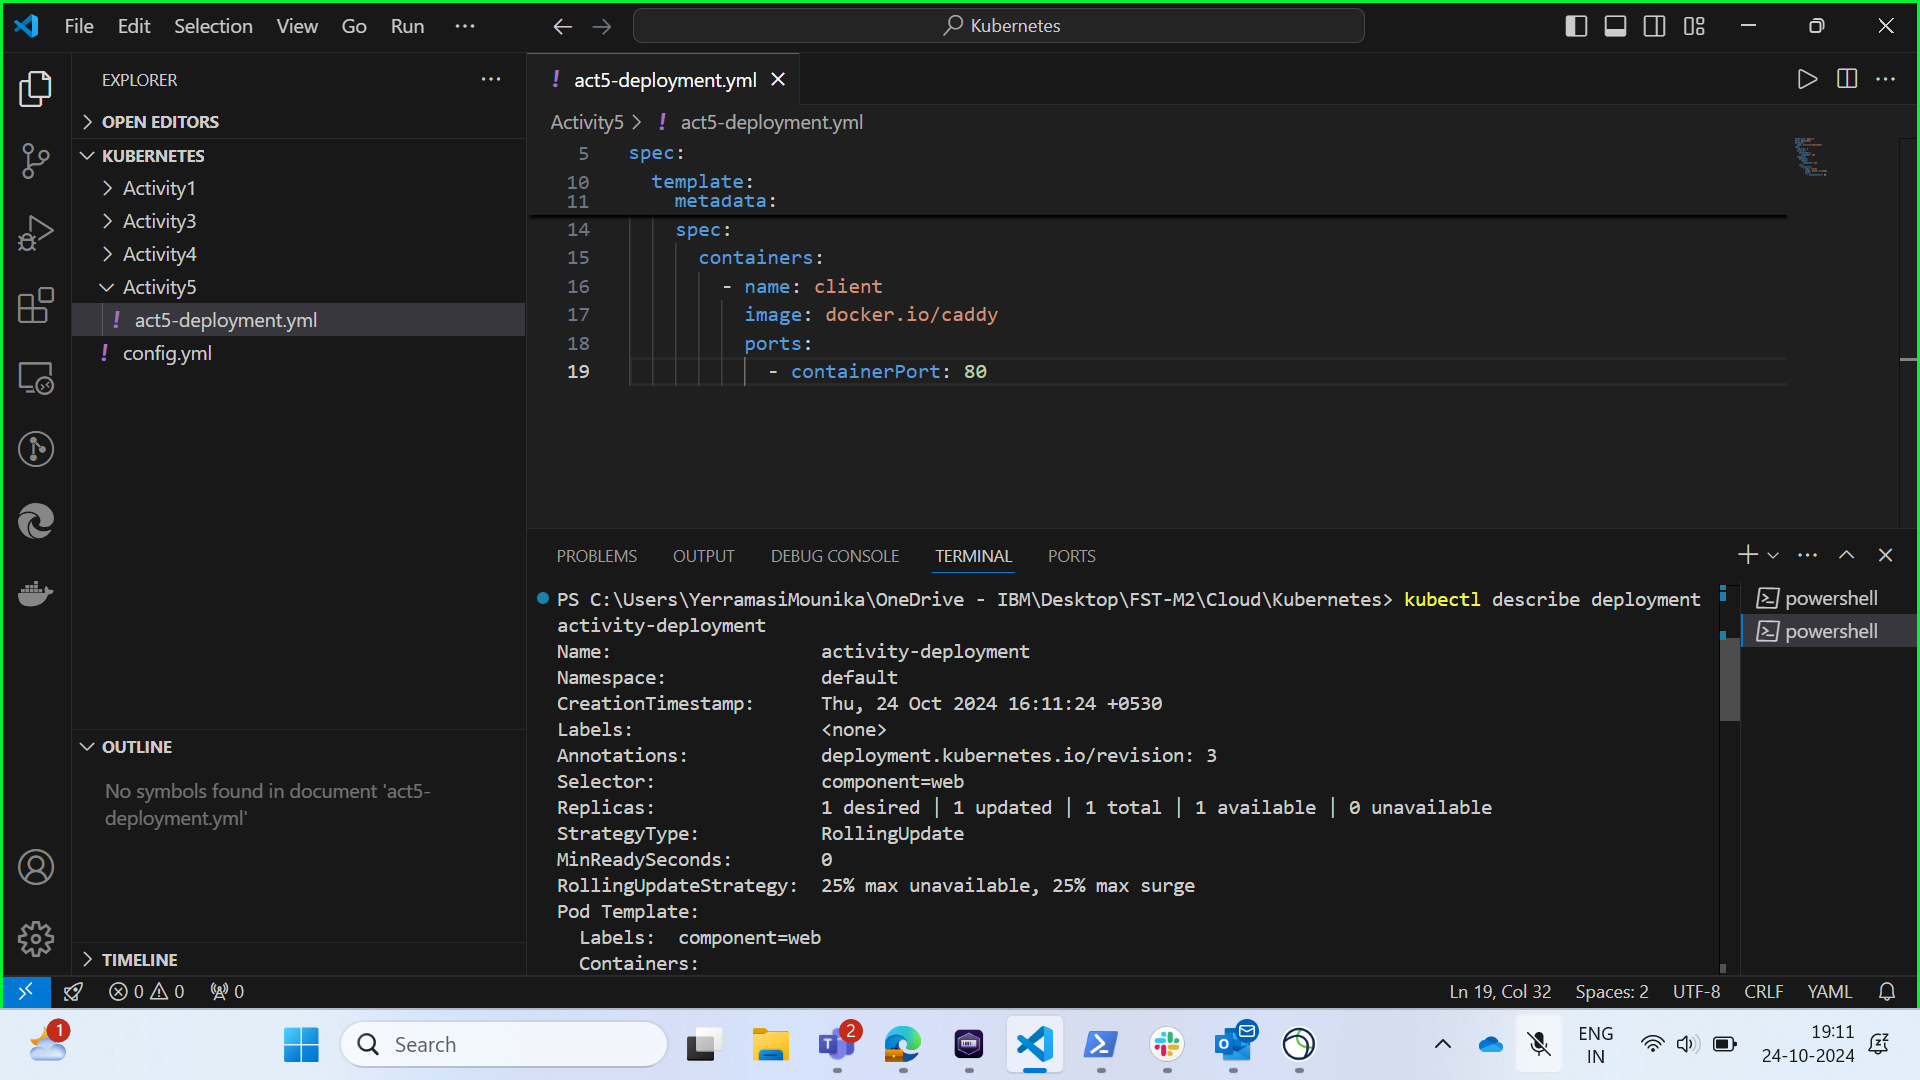 File Edit Selection View Go Run ···
Kubernetes
EXPLORER
OPEN EDITORS
KUBERNETES
Activity1
Activity3
Activity4
Activity5
! act5-deployment.yml
! config.yml
OUTLINE
No symbols found in document 'act5-
deployment.yml'
TIMELINE
! act5-deployment.yml
Activity5 > ! act5-deployment.yml
5 spec:
10 template:
11 metadata:
14 spec:
15 containers:
16 - name: client
17 image: docker.io/caddy
18 ports:
19 - containerPort: 80
PROBLEMS OUTPUT DEBUG CONSOLE TERMINAL PORTS
PS C:\Users\YerramasiMounika\OneDrive - IBM\Desktop\FST-M2\Cloud\Kubernetes> kubectl describe deployment
activity-deployment
Name: activity-deployment
Namespace: default
CreationTimestamp: Thu, 24 Oct 2024 16:11:24 +0530
Labels: <none>
Annotations: deployment.kubernetes.io/revision: 3
Selector: component=web
Replicas: 1 desired | 1 updated | 1 total | 1 available | 0 unavailable
StrategyType: RollingUpdate
MinReadySeconds: 0
RollingUpdateStrategy: 25% max unavailable, 25% max surge
Pod Template:
Labels: component=web
Containers:
powershell
powershell
0 0 0
Ln 19, Col 32 Spaces: 2 UTF-8 CRLF YAML
1
Search
2
ENG
IN
19:11
24-10-2024